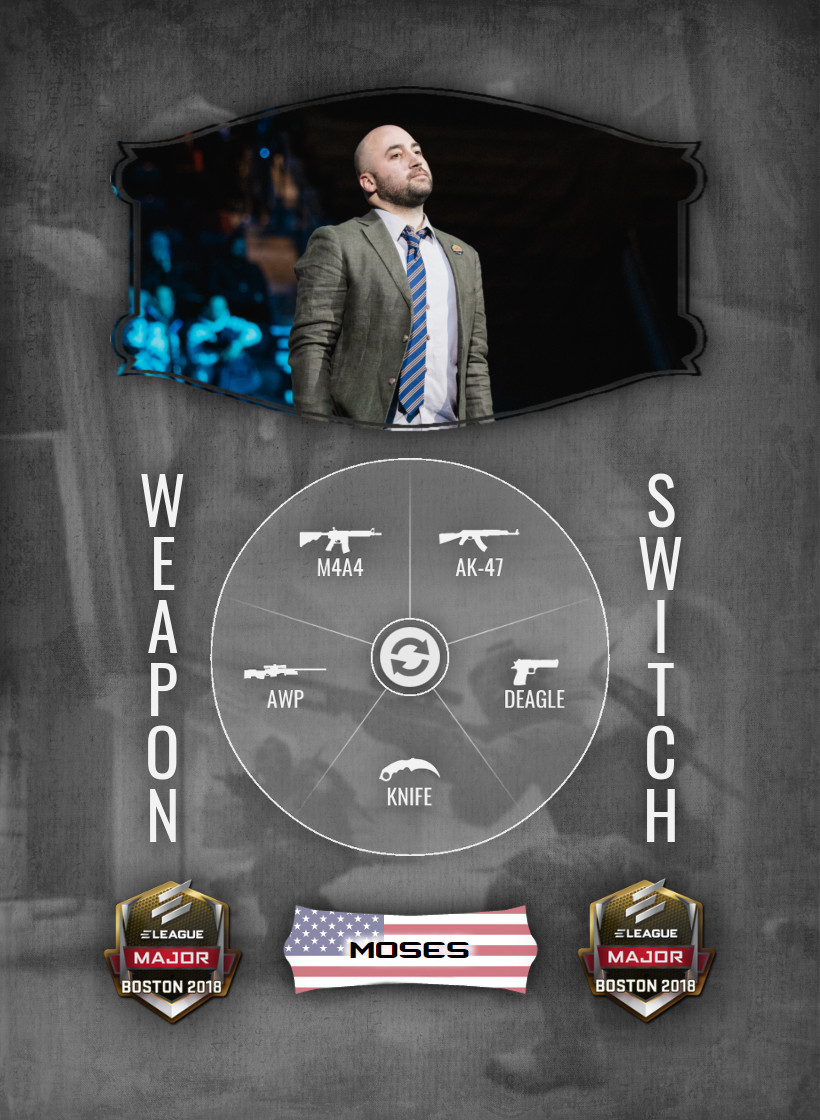 WEAPON
SWITCH
M4A4
AK-47
AWP
DEAGLE
KNIFE
ELEAGUE
MAJOR
BOSTON 2018
MOSES
ELEAGUE
MAJOR
BOSTON 2018